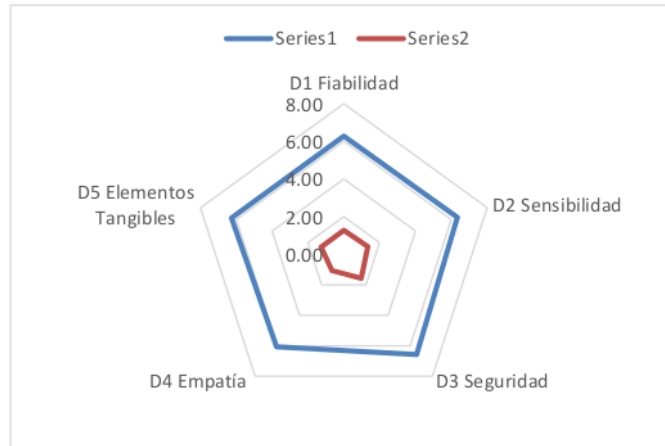 Series1
Series2
D1 Fiabilidad
8.00
6.00
4.00
2.00
0.00
D5 Elementos
Tangibles
D2 Sensibilidad
D4 Empatía
D3 Seguridad